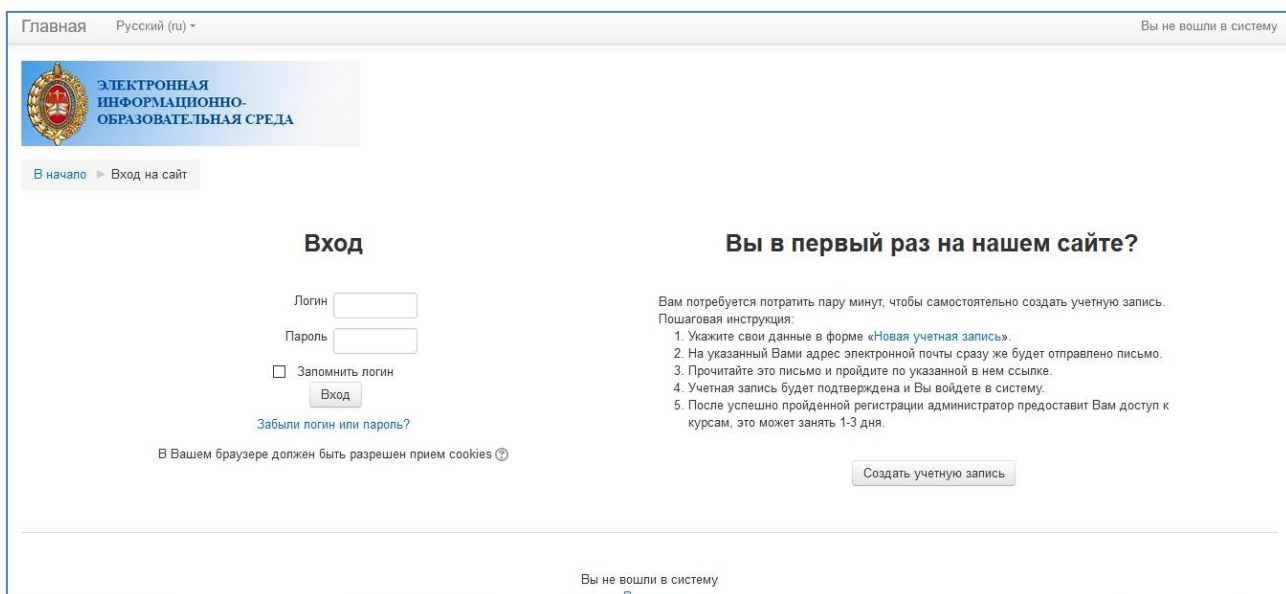 Главная Русский (ru)
Вы не вошли в систему
ЭЛЕКТРОННАЯ
ИНФОРМАЦИОННО-
ОБРАЗОВАТЕЛЬНАЯ СРЕДА
В начало ► Вход на сайт
Вход
Логин
Пароль
Запомнить логин
Вход
Забыли логин или пароль?
В Вашем браузере должен быть разрешен прием cookies
Вы в первый раз на нашем сайте?
Вам потребуется потратить пару минут, чтобы самостоятельно создать учетную запись.
Пошаговая инструкция:
1. Укажите свои данные в форме «Новая учетная запись».
2. На указанный Вами адрес электронной почты сразу же будет отправлено письмо.
3. Прочитайте это письмо и пройдите по указанной в нем ссылке.
4. Учетная запись будет подтверждена и Вы войдете в систему.
5. После успешно пройденной регистрации администратор предоставит Вам доступ к
курсам, это может занять 1-3 дня.
Создать учетную запись
Вы не вошли в систему